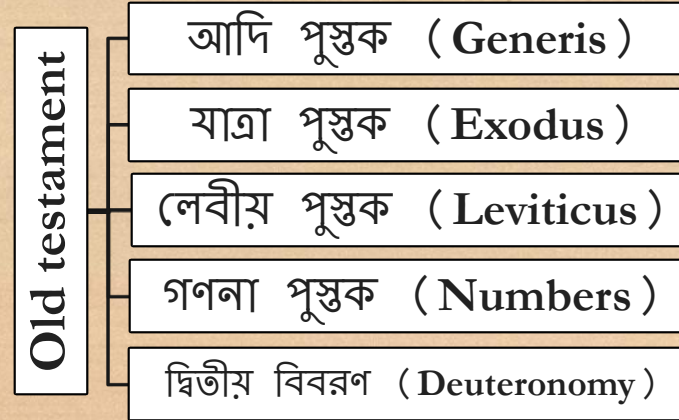 Old testament
আদি পুস্তক (Generis)
যাত্রা পুস্তক (Exodus)
লেবীয় পুস্তক (Leviticus)
গণনা পুস্তক (Numbers)
দ্বিতীয় বিবরণ (Deuteronomy)